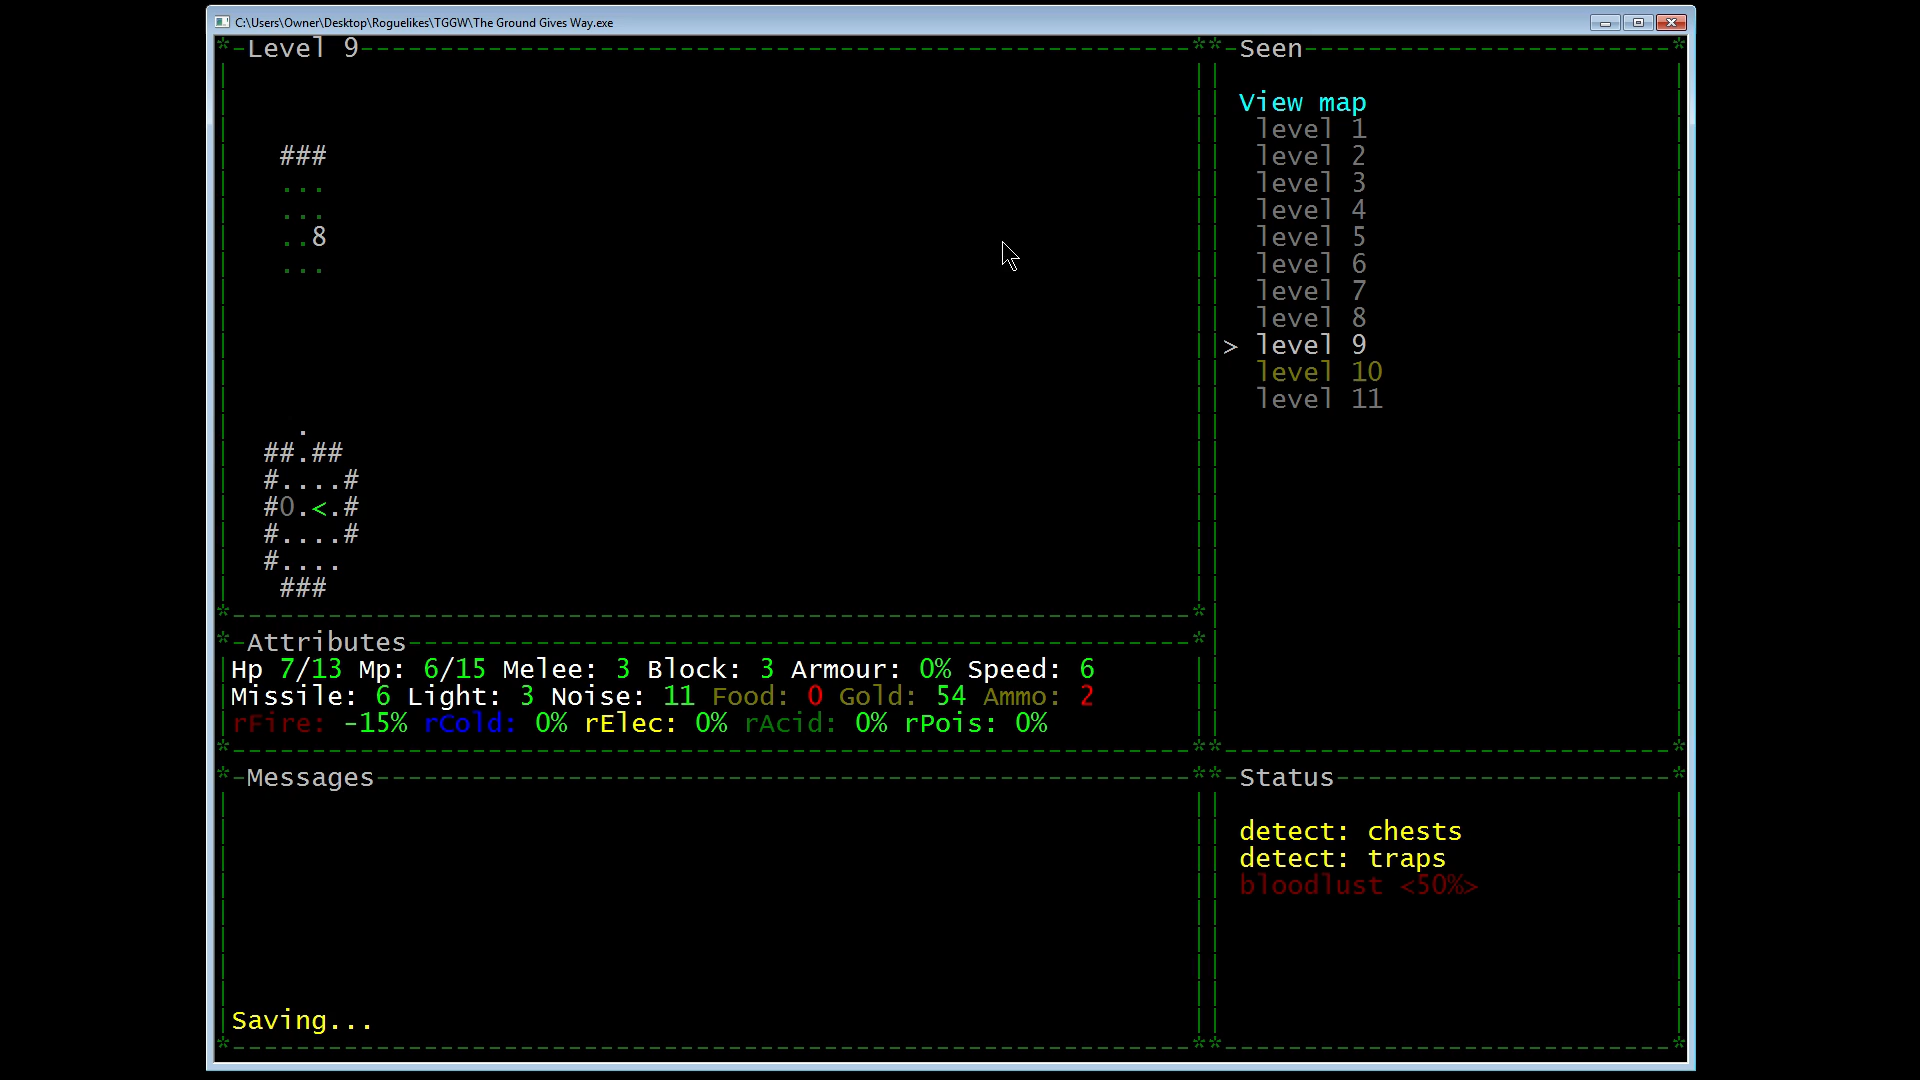 C:\Users\Owner\Desktop\Roguelikes\TGGW\The Ground Gives Way.exe
Level 9
###
...
...
..8
...
.
##.##
#....#
#O.<.#
#....#
#....
###
Attributes
Hp 7/13 Mp: 6/15 Melee: 3 Block: 3 Armour: 0% Speed: 6
Missile: 6 Light: 3 Noise: 11 Food: 0 Gold: 54 Ammo: 2
rFire: -15% rCold: 0% rElec: 0% rAcid: 0% rPois: 0%
Messages
Saving...
Seen
View map
level 1
level 2
level 3
level 4
level 5
level 6
level 7
level 8
> level 9
level 10
level 11
Status
detect: chests
detect: traps
bloodlust <50%>